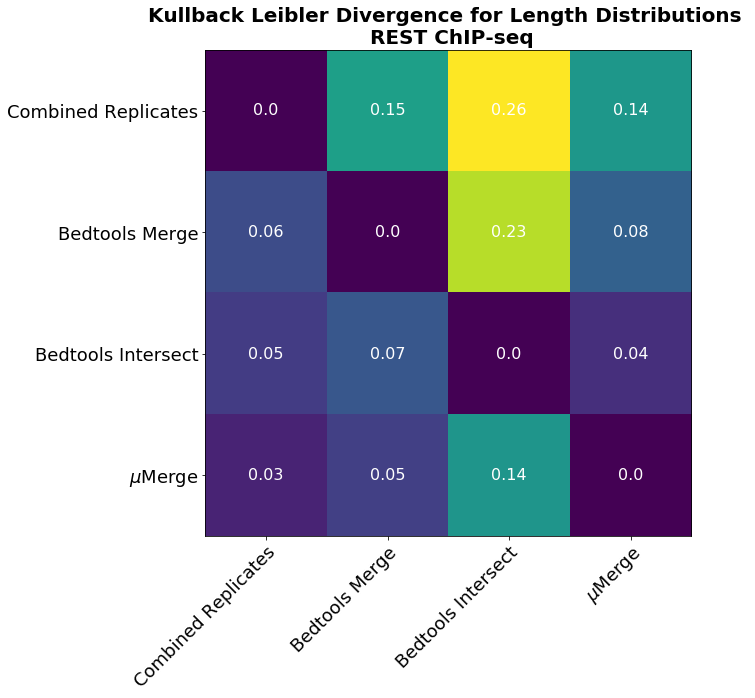 Kullback Leibler Divergence for Length Distributions
REST ChIP-seq
Combined Replicates 0.0 0.15 0.26 0.14
Bedtools Merge 0.06 0.0 0.23 0.08
Bedtools Intersect 0.05 0.07 0.0 0.04
μMerge 0.03 0.05 0.14 0.0
Combined Replicates
Bedtools Merge
Bedtools Intersect
μMerge